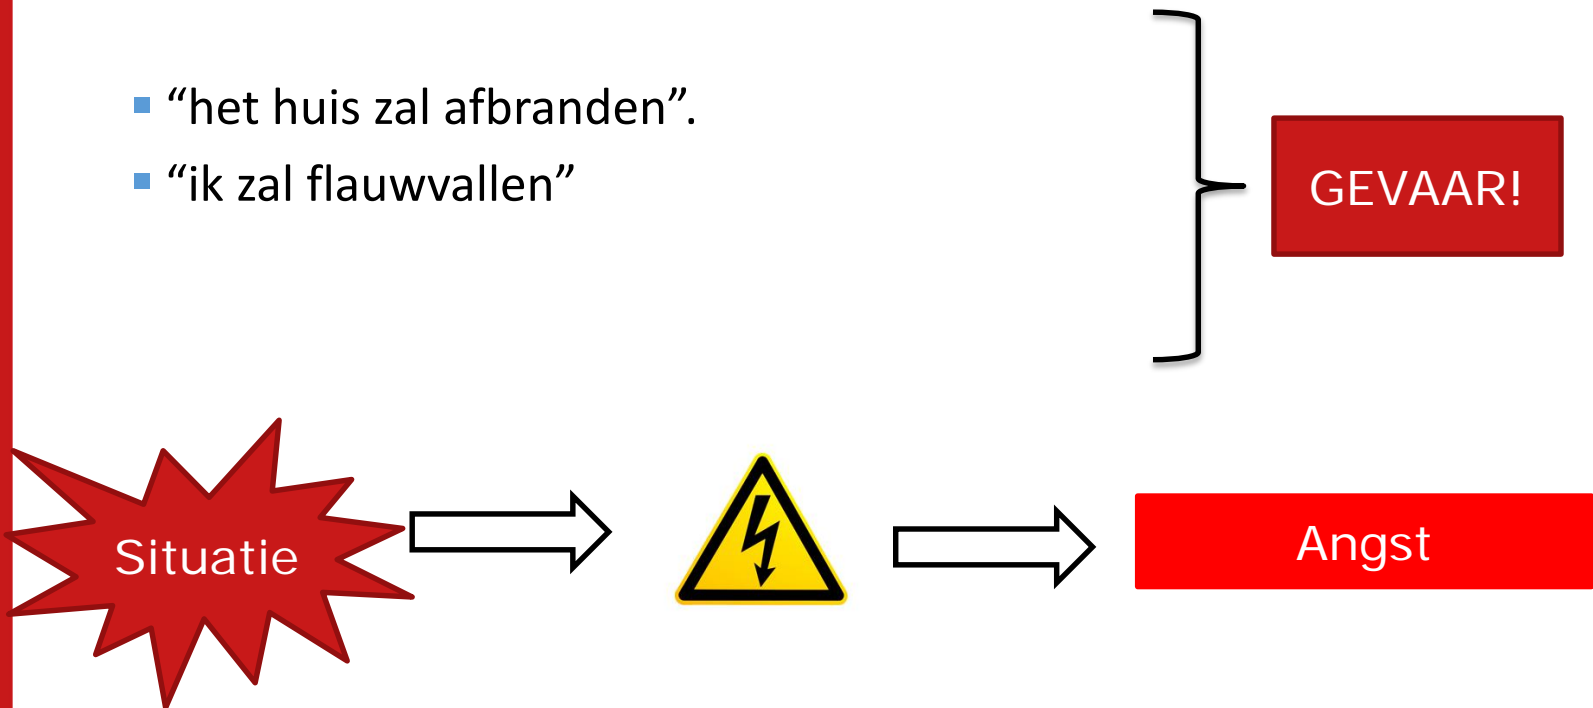 “het huis zal afbranden”.
“ik zal flauwvallen”
GEVAAR!
Situatie
Angst